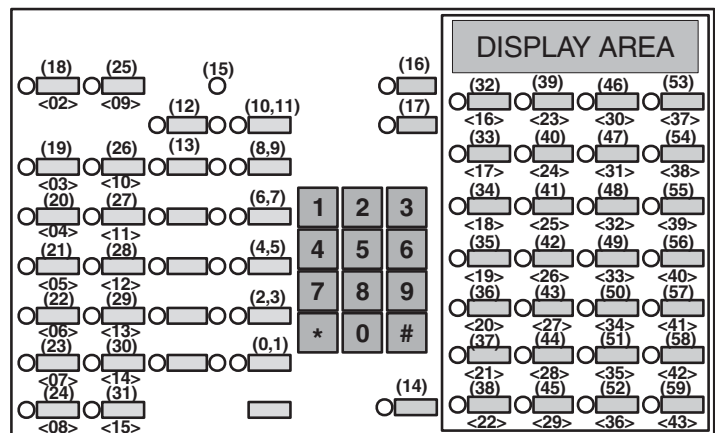 DISPLAY AREA
(18) (25) (15) (16)
<02> <09>
(12) (10,11) (17)
(19) (26) (13) (8,9)
<03> <10>
(20) (27) (6,7)
<04> <11>
(21) (28) (4,5)
<05> <12>
(22) (29) (2,3)
<06> <13>
(23) (30) (0,1)
<07> <14>
(24) (31) (14)
<08> <15>
1 2 3
4 5 6
7 8 9
* 0 #
(32) (39) (46) (53)
<16> <23> <30> <37>
(33) (40) (47) (54)
<17> <24> <31> <38>
(34) (41) (48) (55)
<18> <25> <32> <39>
(35) (42) (49) (56)
<19> <26> <33> <40>
(36) (43) (50) (57)
<20> <27> <34> <41>
(37) (44) (51) (58)
<21> <28> <35> <42>
(38) (45) (52) (59)
<22> <29> <36> <43>